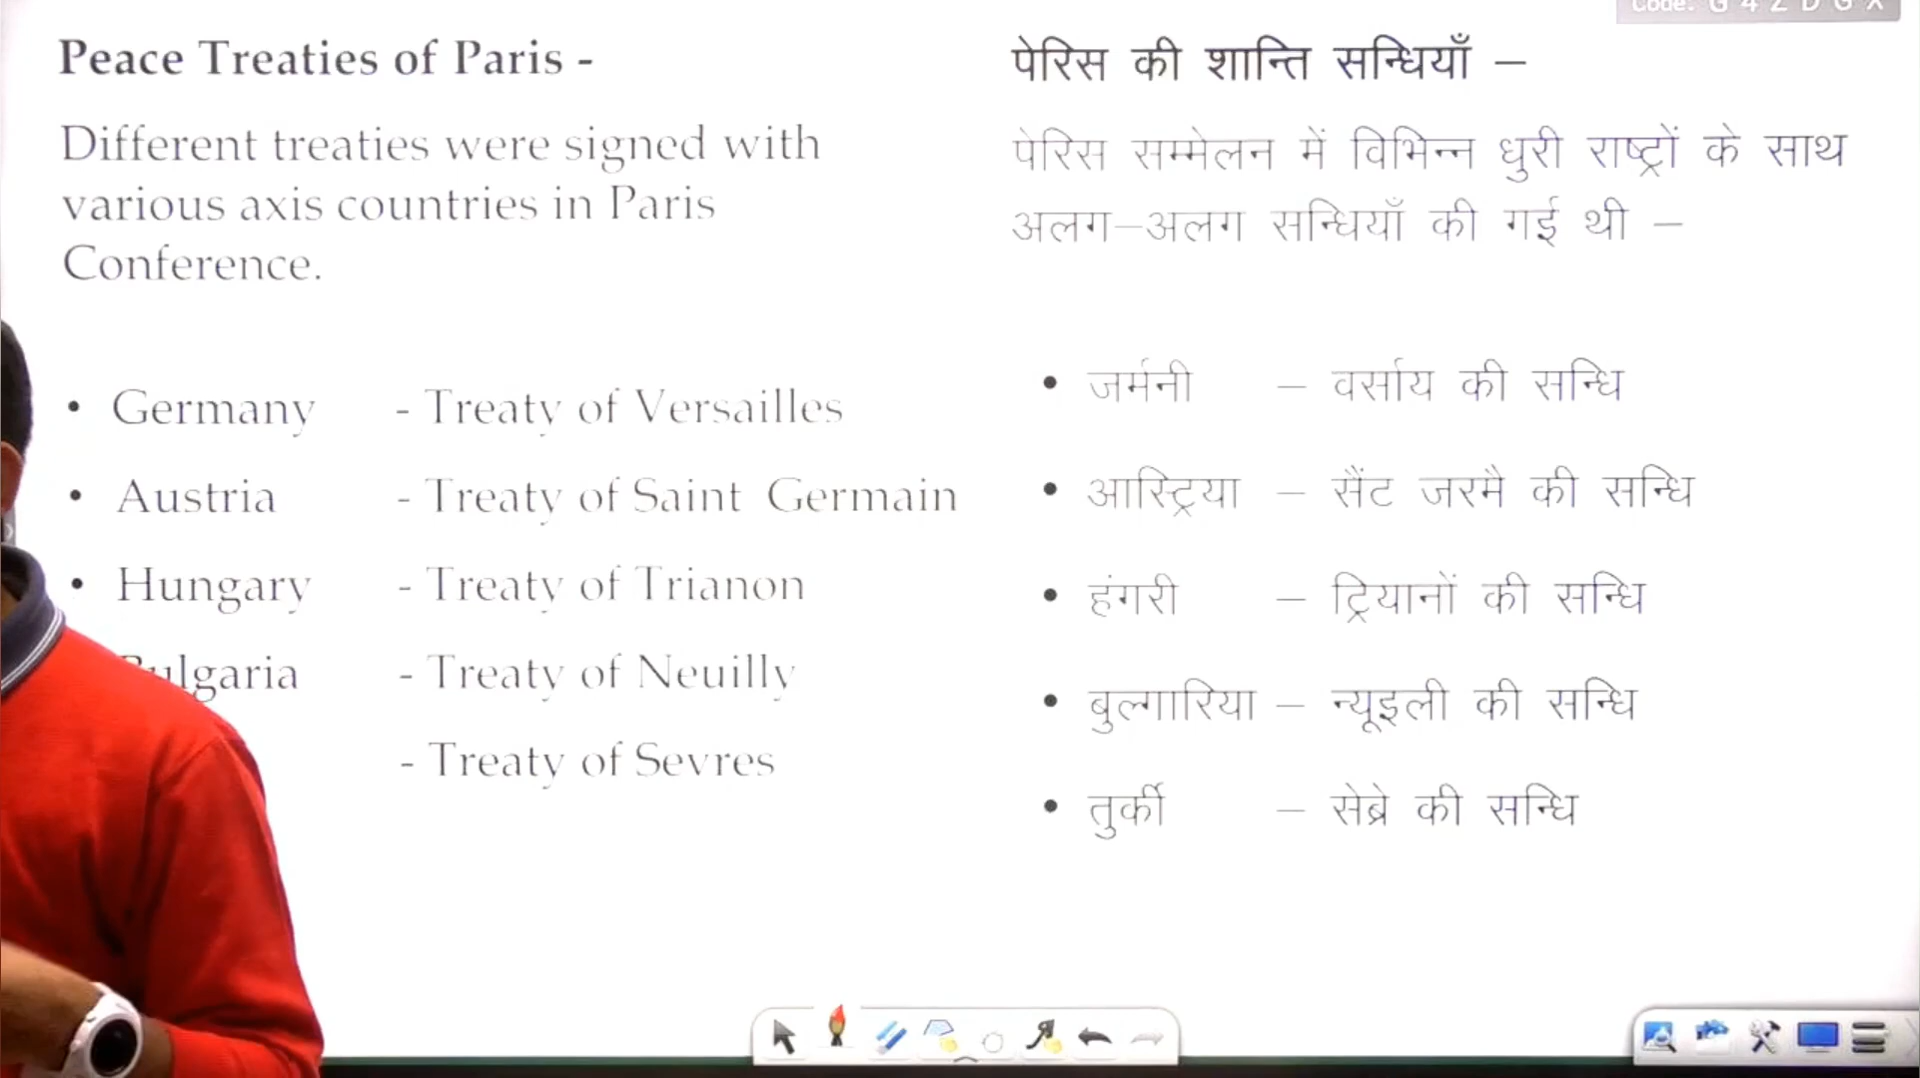 Peace Treaties of Paris -
Different treaties were signed with
various axis countries in Paris
Conference.
• Germany - Treaty of Versailles
• Austria - Treaty of Saint Germain
• Hungary - Treaty of Trianon
Bulgaria - Treaty of Neuilly
- Treaty of Sevres
पेरिस की शान्ति सन्धियाँ –
पेरिस सम्मेलन में विभिन्न धुरी राष्ट्रों के साथ
अलग–अलग सन्धियाँ की गई थी –
• जर्मनी – वर्साय की सन्धि
• आस्ट्रिया – सैंट जरमै की सन्धि
• हंगरी – ट्रियानों की सन्धि
• बुल्गारिया – न्यूइली की सन्धि
• तुर्की – सेब्रे की सन्धि